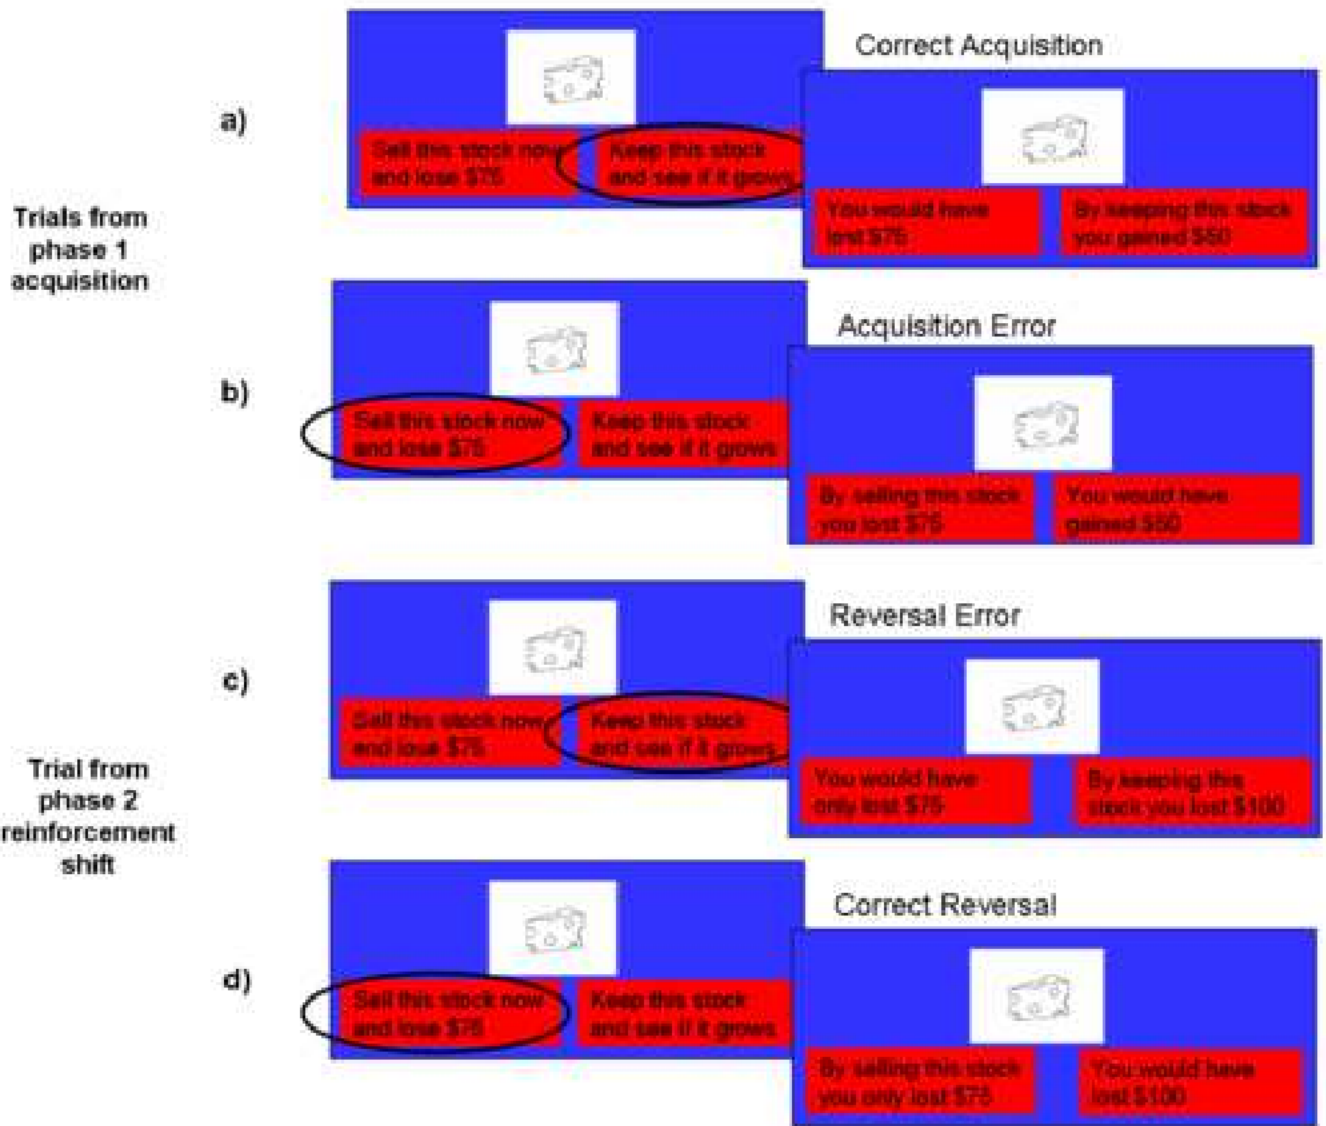 Trials from
phase 1
acquisition
a)
Sell this stock now
and lose $75
Keep this stock
and see if it grows
Correct Acquisition
You would have
lost $75
By keeping this stock
you gained $50
b)
Sell this stock now
and lose $75
Keep this stock
and see if it grows
Acquisition Error
By selling this stock
you lost $75
You would have
gained $50
Trial from
phase 2
reinforcement
shift
c)
Sell this stock now
and lose $75
Keep this stock
and see if it grows
Reversal Error
You would have
only lost $75
By keeping this
stock you lost $100
d)
Sell this stock now
and lose $75
Keep this stock
and see if it grows
Correct Reversal
By selling this stock
you only lost $75
You would have
lost $100